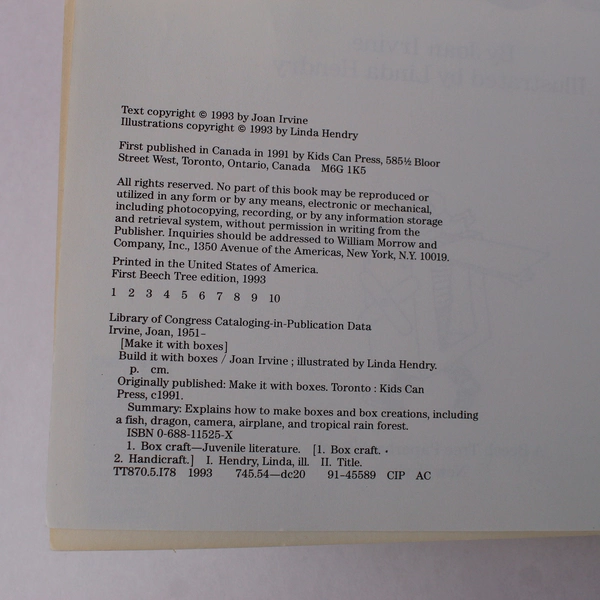 By Joan Irvine
Illustrated by Linda Hendry
Text copyright © 1993 by Joan Irvine
Illustrations copyright © 1993 by Linda Hendry
First published in Canada in 1991 by Kids Can Press, 585½ Bloor
Street West, Toronto, Ontario, Canada M6G 1K5
All rights reserved. No part of this book may be reproduced or
utilized in any form or by any means, electronic or mechanical,
including photocopying, recording, or by any information storage
and retrieval system, without permission in writing from the
Publisher. Inquiries should be addressed to William Morrow and
Company, Inc., 1350 Avenue of the Americas, New York, N.Y. 10019.
Printed in the United States of America.
First Beech Tree edition, 1993
1 2 3 4 5 6 7 8 9 10
Library of Congress Cataloging-in-Publication Data
Irvine, Joan, 1951–
[Make it with boxes]
Build it with boxes / Joan Irvine ; illustrated by Linda Hendry.
p. cm.
Originally published: Make it with boxes. Toronto : Kids Can
Press, c1991.
Summary: Explains how to make boxes and box creations, including
a fish, dragon, camera, airplane, and tropical rain forest.
ISBN 0-688-11525-X
1. Box craft—Juvenile literature. [1. Box craft.
2. Handicraft.] I. Hendry, Linda, ill. II. Title.
TT870.5.I78 1993 745.54—dc20 91-45589 CIP AC